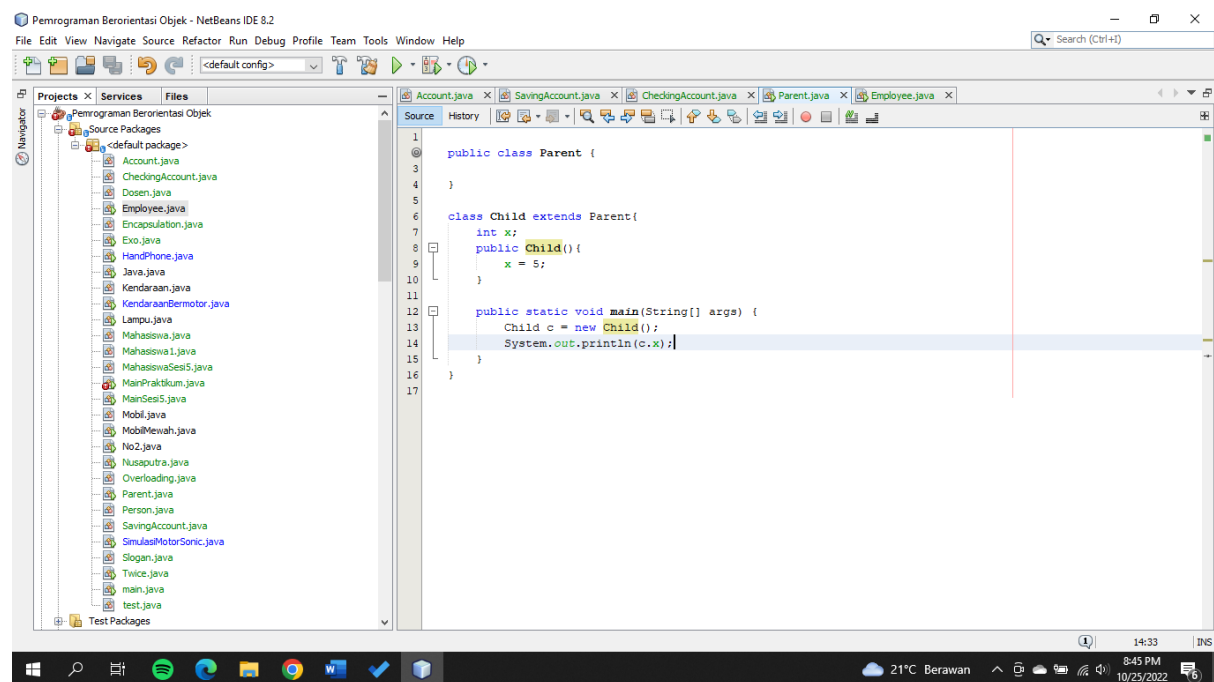 Pemrograman Berorientasi Objek - NetBeans IDE 8.2
File Edit View Navigate Source Refactor Run Debug Profile Team Tools Window Help
Search (Ctrl+I)
<default config>
Projects Services Files
Navigator
Pemrograman Berorientasi Objek
Source Packages
<default package>
Account.java
CheckingAccount.java
Dosen.java
Employee.java
Encapsulation.java
Exo.java
HandPhone.java
Java.java
Kendaraan.java
KendaraanBermotor.java
Lampu.java
Mahasiswa.java
Mahasiswa1.java
MahasiswaSesi5.java
MainPraktikum.java
MainSesi5.java
Mobil.java
MobilMewah.java
No2.java
Nusaputra.java
Overloading.java
Parent.java
Person.java
SavingAccount.java
SimulasiMotorSonic.java
Slogan.java
Twice.java
main.java
test.java
Test Packages
Account.java SavingAccount.java CheckingAccount.java Parent.java Employee.java
Source History
1
public class Parent {
3
4 }
5
6 class Child extends Parent{
7 int x;
8 public Child(){
9 x = 5;
10 }
11
12 public static void main(String[] args) {
13 Child c = new Child();
14 System.out.println(c.x);
15 }
16 }
17
1 14:33 INS
21°C Berawan 8:45 PM
10/25/2022 6